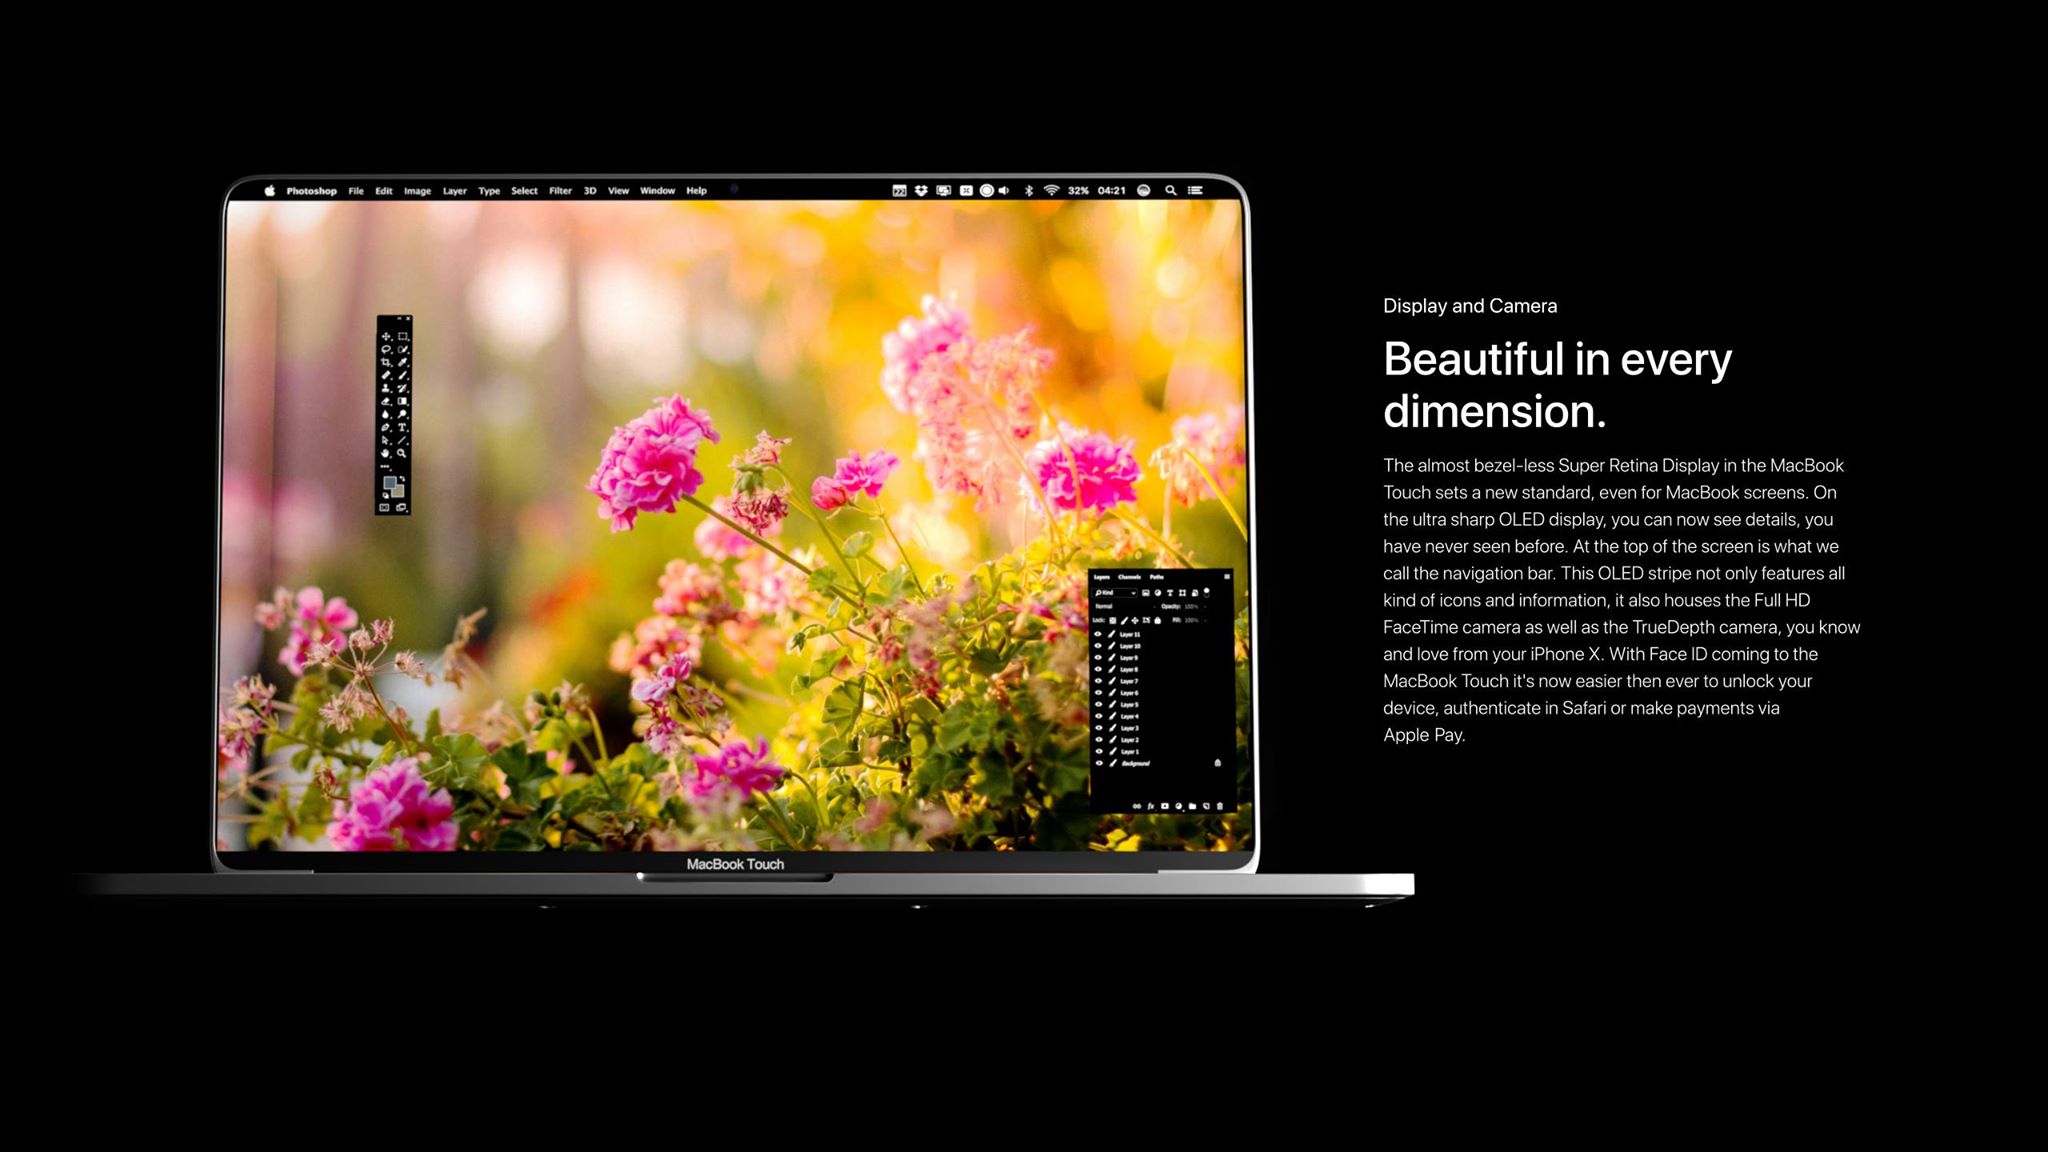 Photoshop File Edit Image Layer Type Select Filter 3D View Window Help
32% 04:21
Layers Channels Paths
Kind
Normal Opacity: 100%
Lock: Fill: 100%
Layer 11
Layer 10
Layer 9
Layer 8
Layer 7
Layer 6
Layer 5
Layer 4
Layer 3
Layer 2
Layer 1
Background
fx
MacBook Touch
Display and Camera
Beautiful in every
dimension.
The almost bezel-less Super Retina Display in the MacBook
Touch sets a new standard, even for MacBook screens. On
the ultra sharp OLED display, you can now see details, you
have never seen before. At the top of the screen is what we
call the navigation bar. This OLED stripe not only features all
kind of icons and information, it also houses the Full HD
FaceTime camera as well as the TrueDepth camera, you know
and love from your iPhone X. With Face ID coming to the
MacBook Touch it's now easier then ever to unlock your
device, authenticate in Safari or make payments via
Apple Pay.